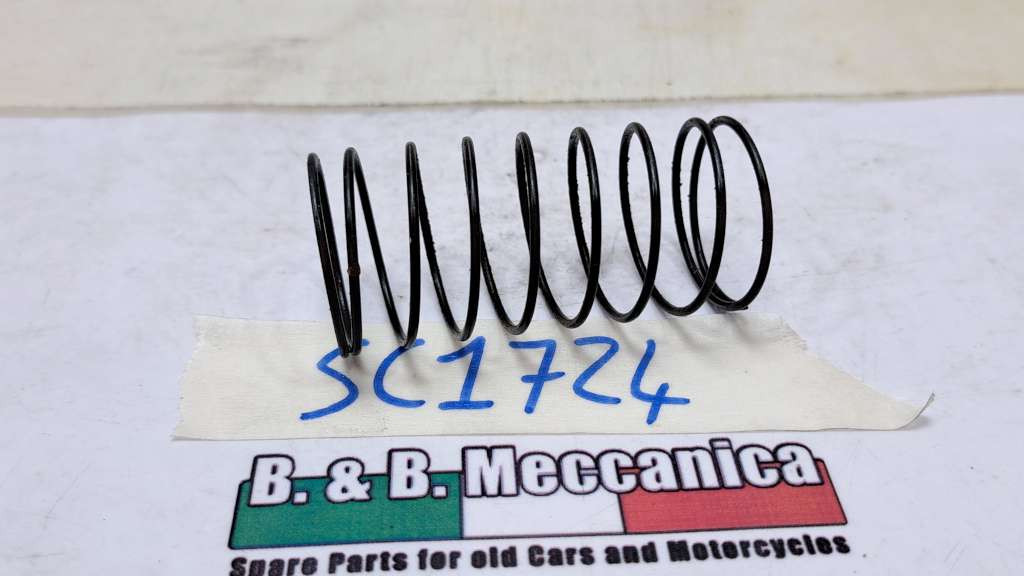 SC1724
B. & B. Meccanica
Spare Parts for old Cars and Motorcycles